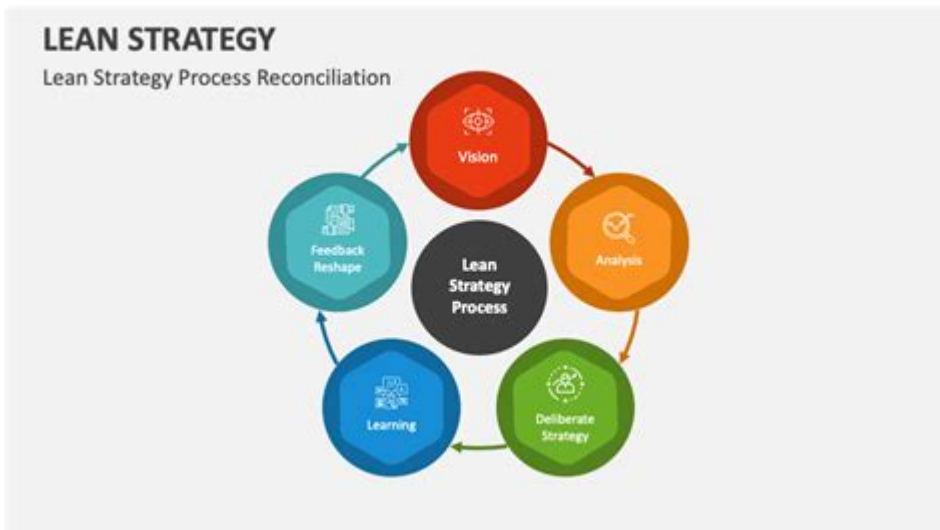 LEAN STRATEGY
Lean Strategy Process Reconciliation
Vision
Analysis
Deliberate
Strategy
Learning
Feedback
Reshape
Lean
Strategy
Process